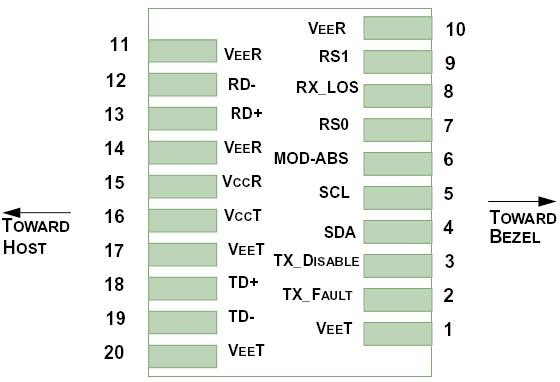 VEER 10
11 VEER
RS1 9
12 RD-
RX_LOS 8
13 RD+
RS0 7
14 VEER
MOD-ABS 6
15 VCCR
SCL 5
16 VCCT
TOWARD HOST
TOWARD BEZEL
SDA 4
17 VEET
TX_DISABLE 3
18 TD+
TX_FAULT 2
19 TD-
VEET 1
20 VEET